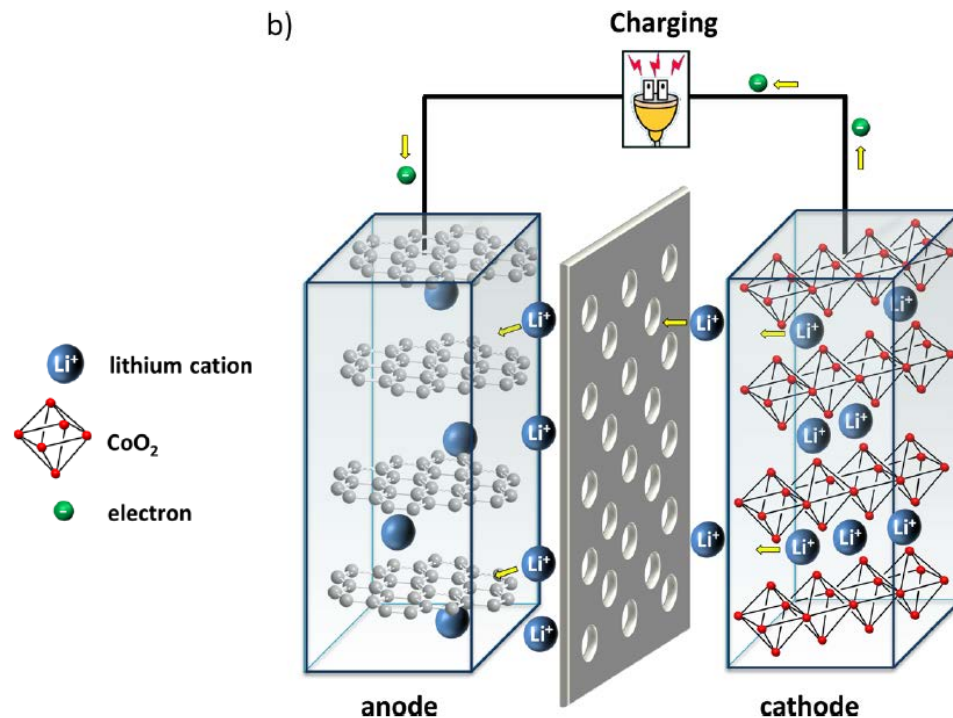 b)
Charging
Li⁺ Li⁺ Li⁺
Li⁺ lithium cation
Li⁺ Li⁺ Li⁺
CoO₂
- electron
Li⁺ Li⁺ Li⁺ Li⁺ Li⁺
Li⁺
anode
cathode